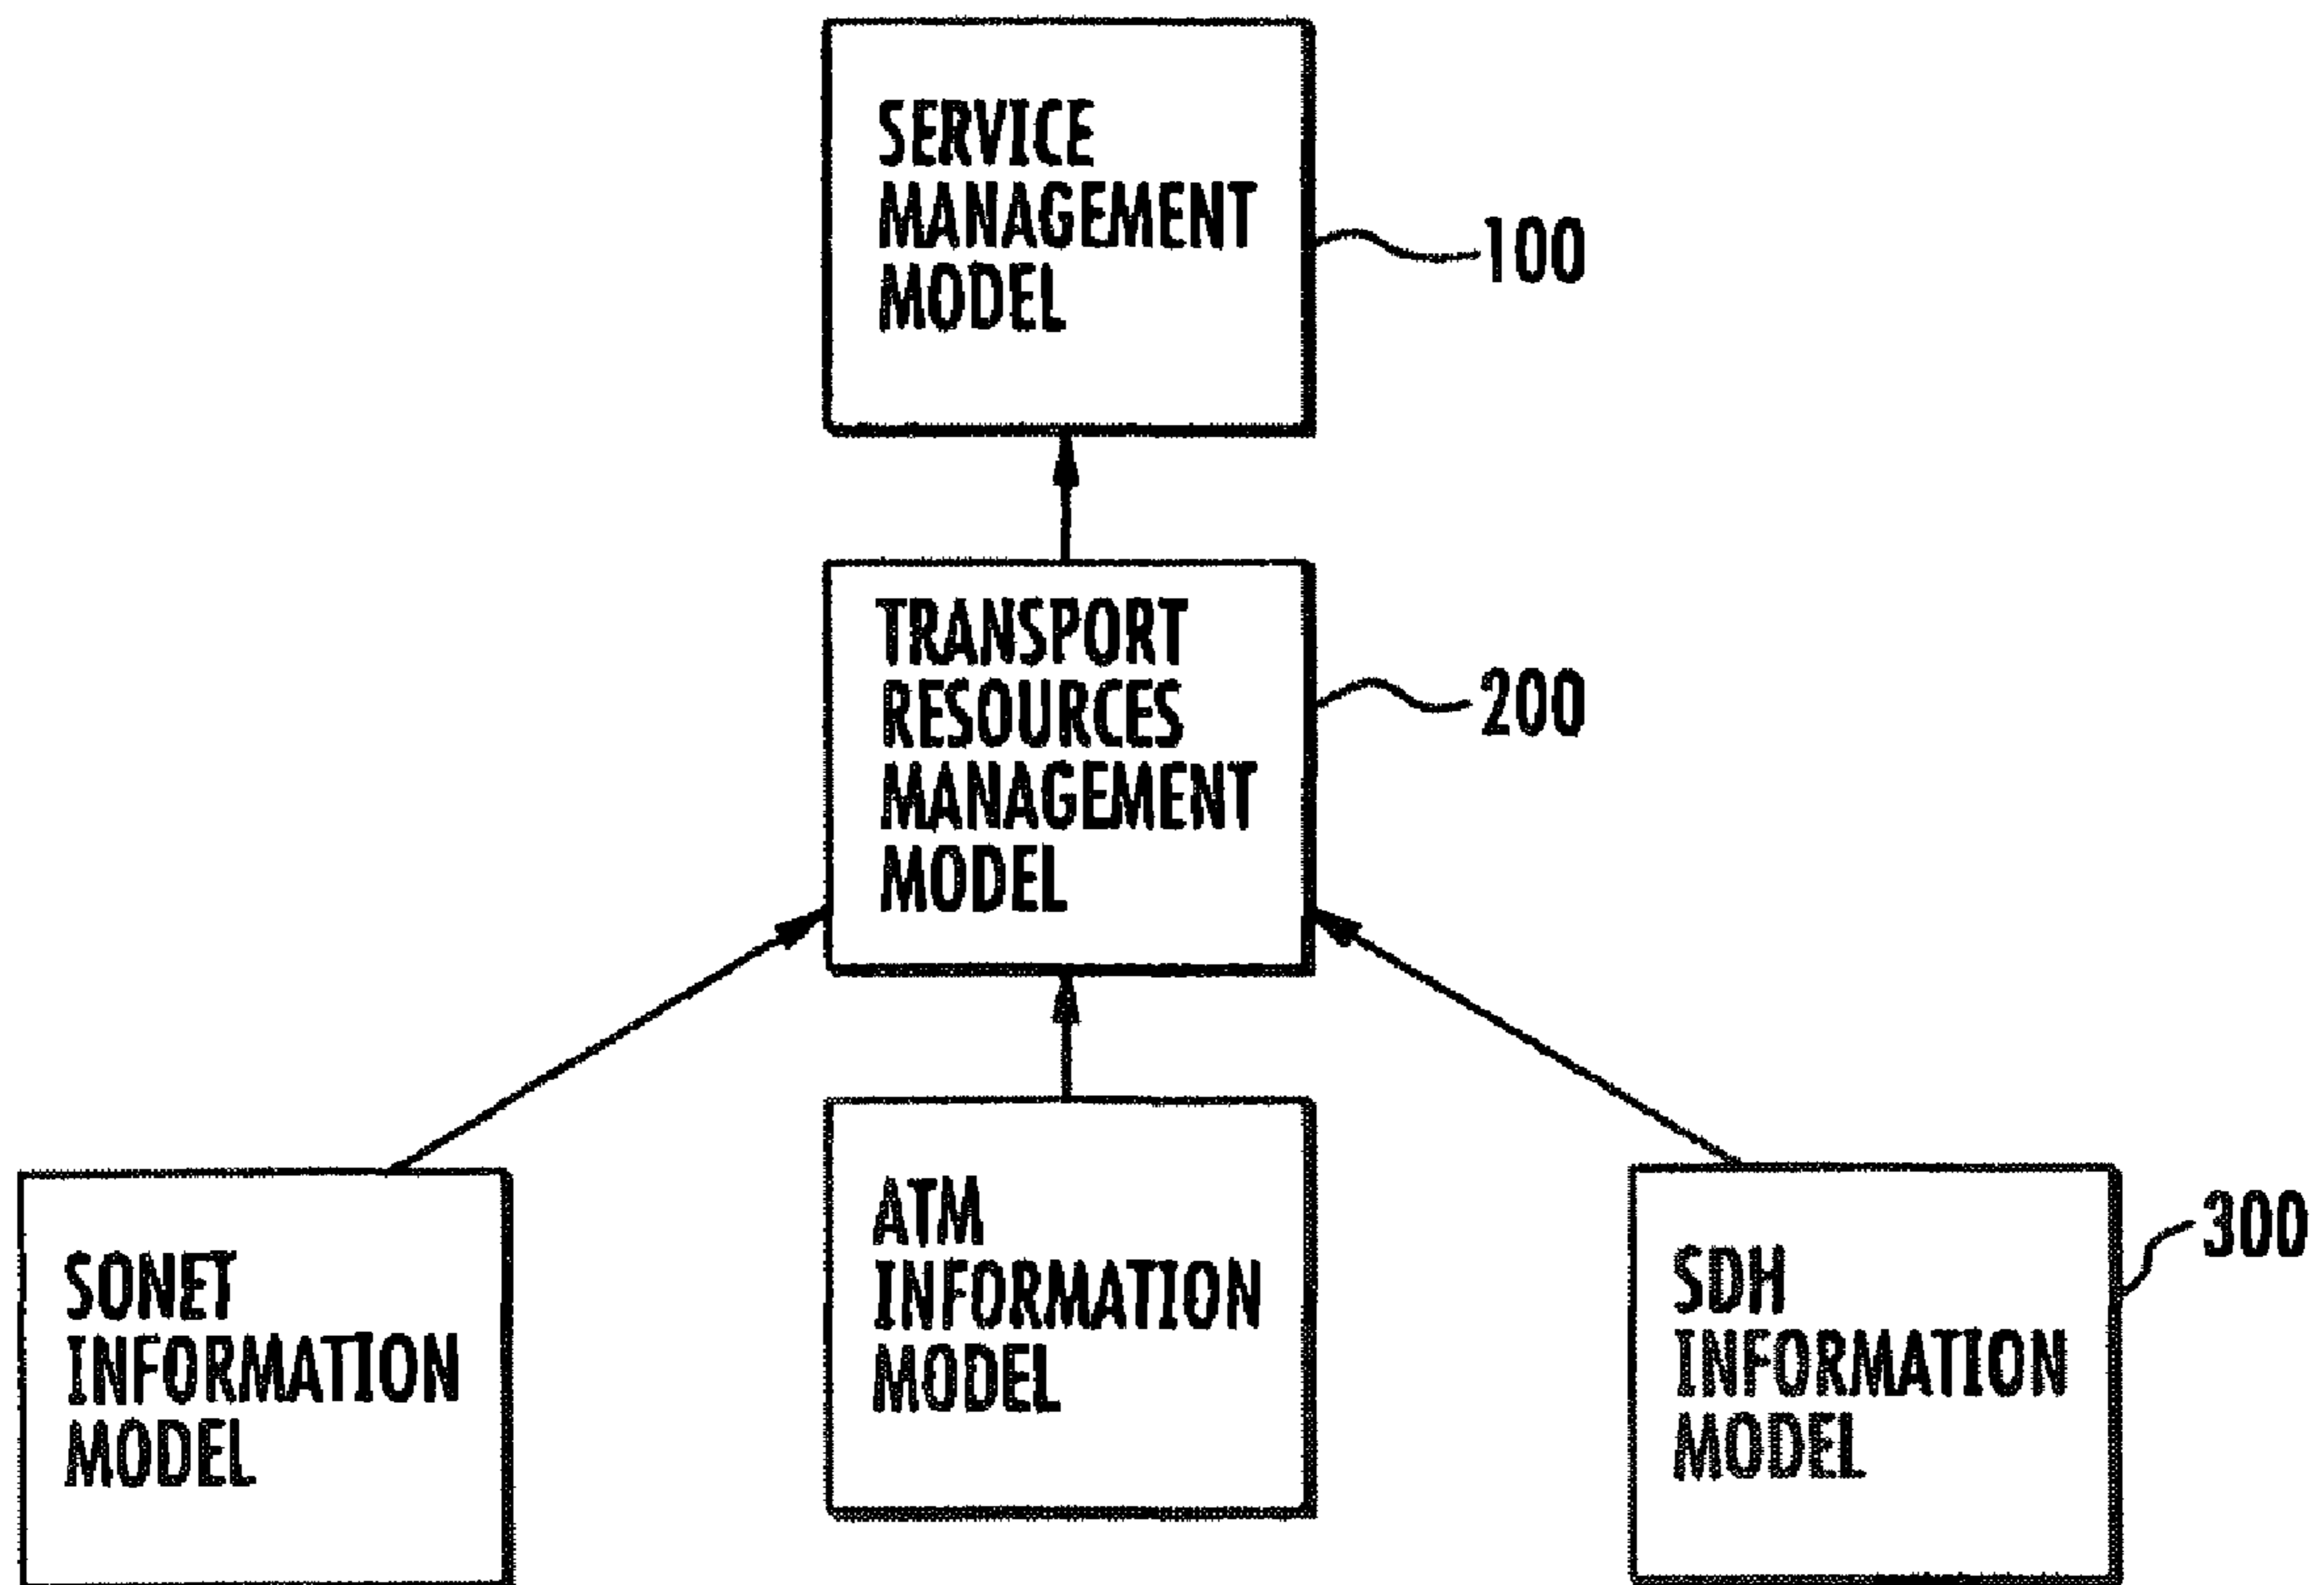 SERVICE
MANAGEMENT
MODEL
100
TRANSPORT
RESOURCES
MANAGEMENT
MODEL
200
SONET
INFORMATION
MODEL
ATM
INFORMATION
MODEL
SDH
INFORMATION
MODEL
300